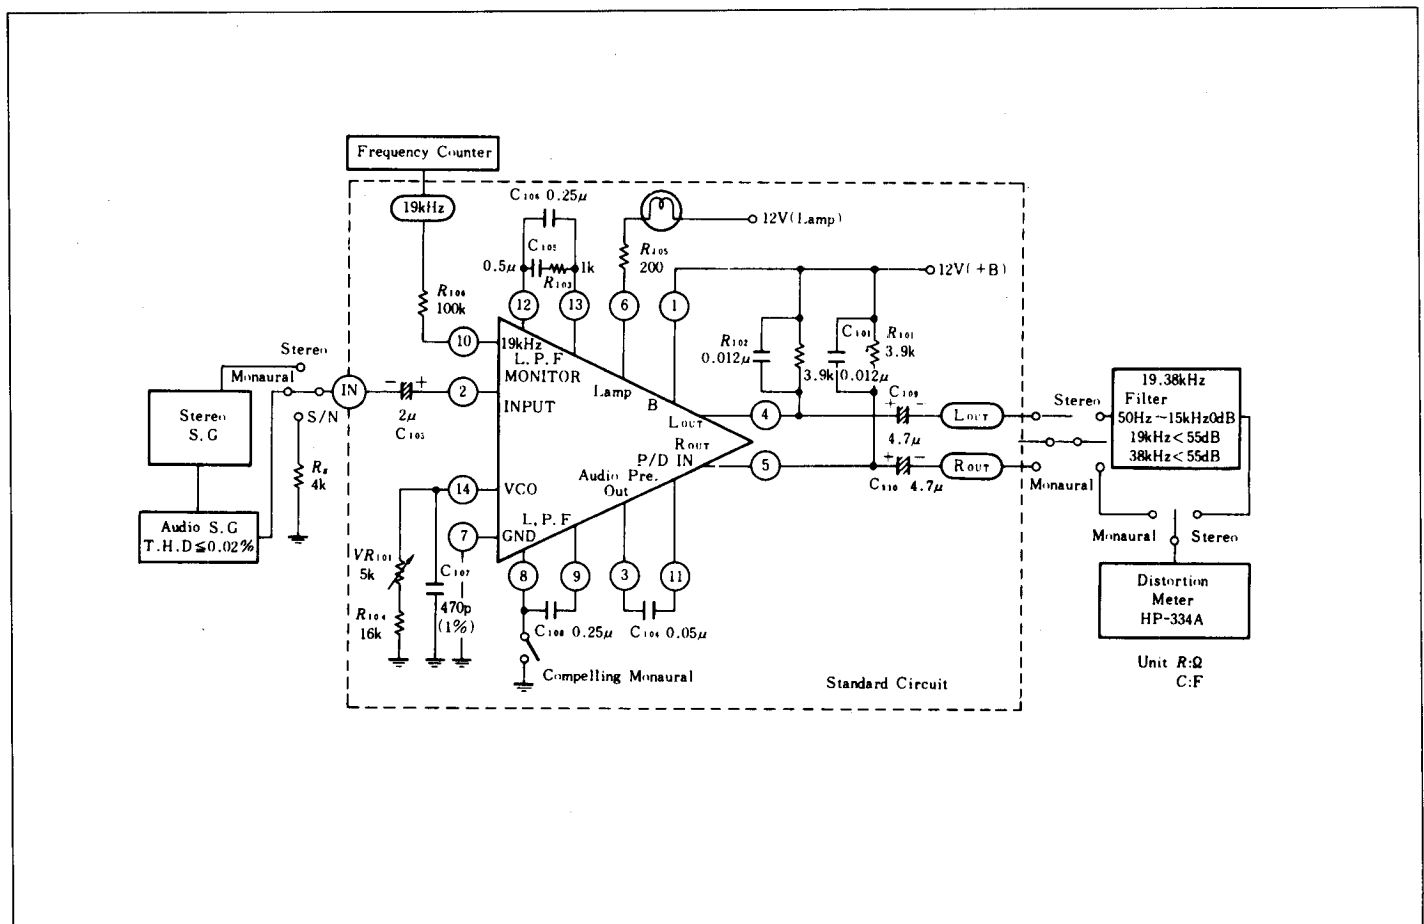 Frequency Counter
19kHz
C106 0.25μ
C105
0.5μ
1k
R103
R106
100k
12V(Lamp)
R105
200
12V(+B)
12
13
6
1
10
19kHz
L.P.F
MONITOR
Lamp
B
R102
0.012μ
3.9k
C101
0.012μ
R101
3.9k
Stereo
Monaural
S/N
IN
- +
2μ
C103
2
INPUT
LOUT
4
+ C109 -
4.7μ
LOUT
ROUT
P/D IN
5
+ -
C110 4.7μ
ROUT
Audio Pre.
Out
Stereo
Monaural
19.38kHz
Filter
50Hz~15kHz0dB
19kHz<55dB
38kHz<55dB
Stereo
S.G
Rg
4k
Audio S.G
T.H.D≦0.02%
14
VCO
L,P.F
7
GND
VR101
5k
R104
16k
C107
470p
(1%)
8
9
3
11
C108 0.25μ
C104 0.05μ
Compelling Monaural
Standard Circuit
Monaural
Stereo
Distortion
Meter
HP-334A
Unit R:Ω
C:F